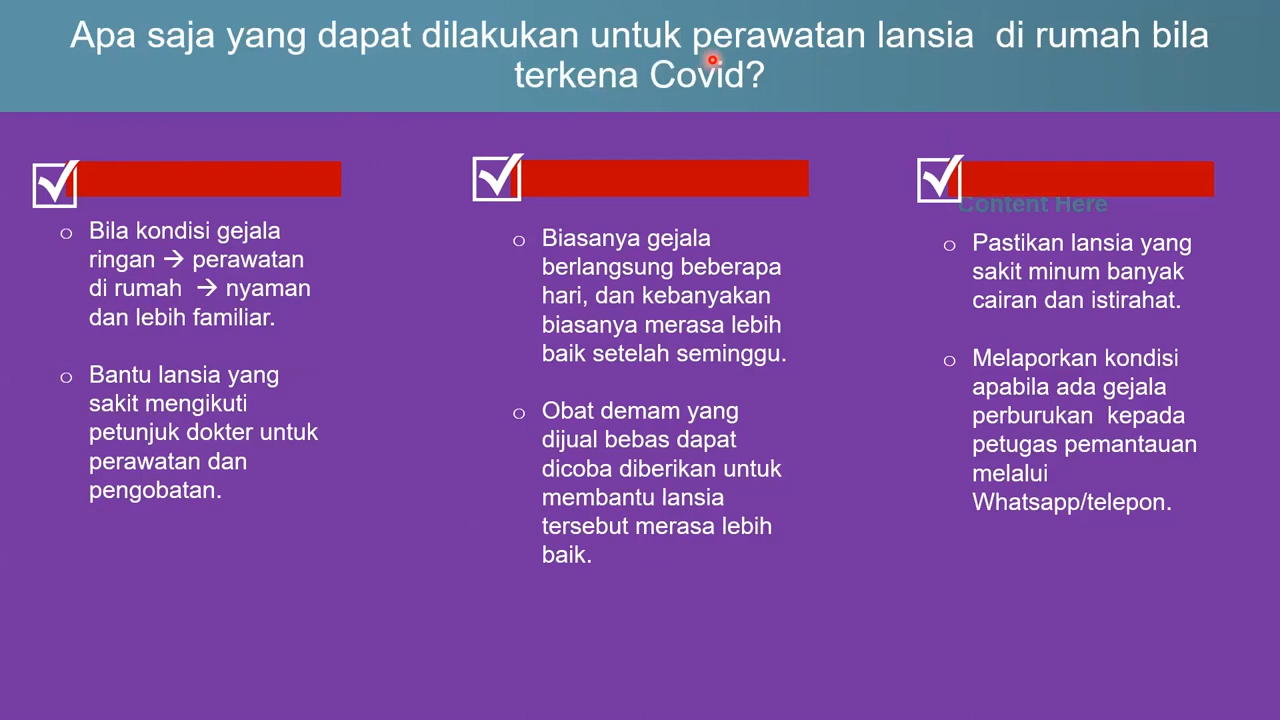 Apa saja yang dapat dilakukan untuk perawatan lansia  di rumah bila
terkena Covid?
o Bila kondisi gejala
ringan → perawatan
di rumah → nyaman
dan lebih familiar.
o Bantu lansia yang
sakit mengikuti
petunjuk dokter untuk
perawatan dan
pengobatan.
o Biasanya gejala
berlangsung beberapa
hari, dan kebanyakan
biasanya merasa lebih
baik setelah seminggu.
o Obat demam yang
dijual bebas dapat
dicoba diberikan untuk
membantu lansia
tersebut merasa lebih
baik.
Content Here
o Pastikan lansia yang
sakit minum banyak
cairan dan istirahat.
o Melaporkan kondisi
apabila ada gejala
perburukan  kepada
petugas pemantauan
melalui
Whatsapp/telepon.